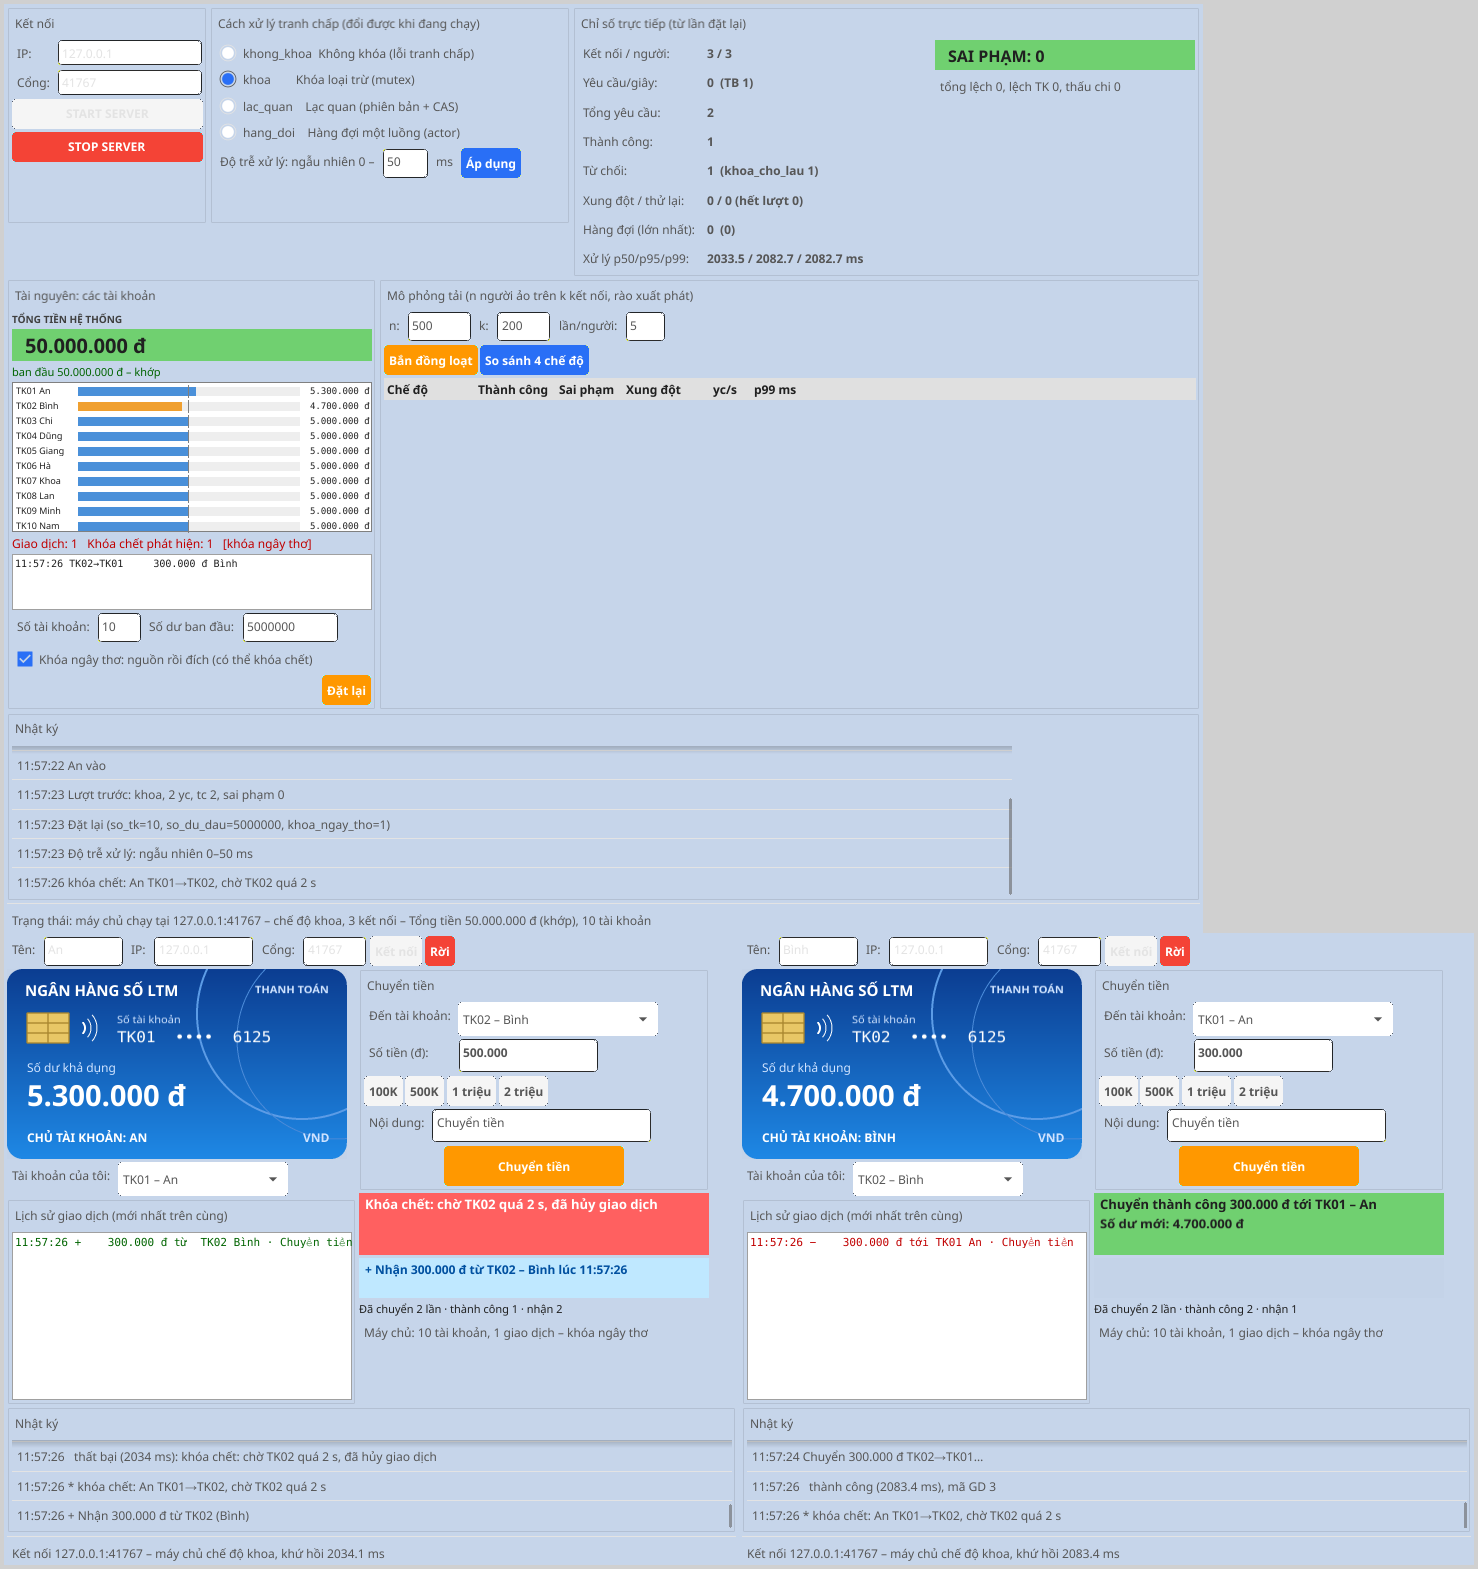 Kết nối
IP: 127.0.0.1
Cổng: 41767
START SERVER
STOP SERVER
Cách xử lý tranh chấp (đổi được khi đang chạy)
khong_khoa Không khóa (lỗi tranh chấp)
khoa Khóa loại trừ (mutex)
lac_quan Lạc quan (phiên bản + CAS)
hang_doi Hàng đợi một luồng (actor)
Độ trễ xử lý: ngẫu nhiên 0 – 50 ms Áp dụng
Chỉ số trực tiếp (từ lần đặt lại)
Kết nối / người: 3 / 3
Yêu cầu/giây: 0 (TB 1)
Tổng yêu cầu: 2
Thành công: 1
Từ chối: 1 (khoa_cho_lau 1)
Xung đột / thử lại: 0 / 0 (hết lượt 0)
Hàng đợi (lớn nhất): 0 (0)
Xử lý p50/p95/p99: 2033.5 / 2082.7 / 2082.7 ms
SAI PHẠM: 0
tổng lệch 0, lệch TK 0, thấu chi 0
Tài nguyên: các tài khoản
TỔNG TIỀN HỆ THỐNG
50.000.000 đ
ban đầu 50.000.000 đ – khớp
TK01 An 5.300.000 đ
TK02 Bình 4.700.000 đ
TK03 Chi 5.000.000 đ
TK04 Dũng 5.000.000 đ
TK05 Giang 5.000.000 đ
TK06 Hà 5.000.000 đ
TK07 Khoa 5.000.000 đ
TK08 Lan 5.000.000 đ
TK09 Minh 5.000.000 đ
TK10 Nam 5.000.000 đ
Giao dịch: 1 Khóa chết phát hiện: 1 [khóa ngây thơ]
11:57:26 TK02→TK01 300.000 đ Bình
Số tài khoản: 10 Số dư ban đầu: 5000000
Khóa ngây thơ: nguồn rồi đích (có thể khóa chết)
Đặt lại
Mô phỏng tải (n người ảo trên k kết nối, rào xuất phát)
n: 500 k: 200 lần/người: 5
Bắn đồng loạt So sánh 4 chế độ
Chế độ Thành công Sai phạm Xung đột yc/s p99 ms
Nhật ký
11:57:22 An vào
11:57:23 Lượt trước: khoa, 2 yc, tc 2, sai phạm 0
11:57:23 Đặt lại (so_tk=10, so_du_dau=5000000, khoa_ngay_tho=1)
11:57:23 Độ trễ xử lý: ngẫu nhiên 0–50 ms
11:57:26 khóa chết: An TK01→TK02, chờ TK02 quá 2 s
Trạng thái: máy chủ chạy tại 127.0.0.1:41767 – chế độ khoa, 3 kết nối – Tổng tiền 50.000.000 đ (khớp), 10 tài khoản
Tên: An IP: 127.0.0.1 Cổng: 41767 Kết nối Rời
NGÂN HÀNG SỐ LTM THANH TOÁN
Số tài khoản
TK01 •••• 6125
Số dư khả dụng
5.300.000 đ
CHỦ TÀI KHOẢN: AN VND
Tài khoản của tôi: TK01 – An
Lịch sử giao dịch (mới nhất trên cùng)
11:57:26 + 300.000 đ từ TK02 Bình · Chuyển tiền
Chuyển tiền
Đến tài khoản: TK02 – Bình
Số tiền (đ): 500.000
100K 500K 1 triệu 2 triệu
Nội dung: Chuyển tiền
Chuyển tiền
Khóa chết: chờ TK02 quá 2 s, đã hủy giao dịch
+ Nhận 300.000 đ từ TK02 – Bình lúc 11:57:26
Đã chuyển 2 lần · thành công 1 · nhận 2
Máy chủ: 10 tài khoản, 1 giao dịch – khóa ngây thơ
Nhật ký
11:57:26 thất bại (2034 ms): khóa chết: chờ TK02 quá 2 s, đã hủy giao dịch
11:57:26 * khóa chết: An TK01→TK02, chờ TK02 quá 2 s
11:57:26 + Nhận 300.000 đ từ TK02 (Bình)
Kết nối 127.0.0.1:41767 – máy chủ chế độ khoa, khứ hồi 2034.1 ms
Tên: Bình IP: 127.0.0.1 Cổng: 41767 Kết nối Rời
NGÂN HÀNG SỐ LTM THANH TOÁN
Số tài khoản
TK02 •••• 6125
Số dư khả dụng
4.700.000 đ
CHỦ TÀI KHOẢN: BÌNH VND
Tài khoản của tôi: TK02 – Bình
Lịch sử giao dịch (mới nhất trên cùng)
11:57:26 − 300.000 đ tới TK01 An · Chuyển tiền
Chuyển tiền
Đến tài khoản: TK01 – An
Số tiền (đ): 300.000
100K 500K 1 triệu 2 triệu
Nội dung: Chuyển tiền
Chuyển tiền
Chuyển thành công 300.000 đ tới TK01 – An
Số dư mới: 4.700.000 đ
Đã chuyển 2 lần · thành công 2 · nhận 1
Máy chủ: 10 tài khoản, 1 giao dịch – khóa ngây thơ
Nhật ký
11:57:24 Chuyển 300.000 đ TK02→TK01...
11:57:26 thành công (2083.4 ms), mã GD 3
11:57:26 * khóa chết: An TK01→TK02, chờ TK02 quá 2 s
Kết nối 127.0.0.1:41767 – máy chủ chế độ khoa, khứ hồi 2083.4 ms